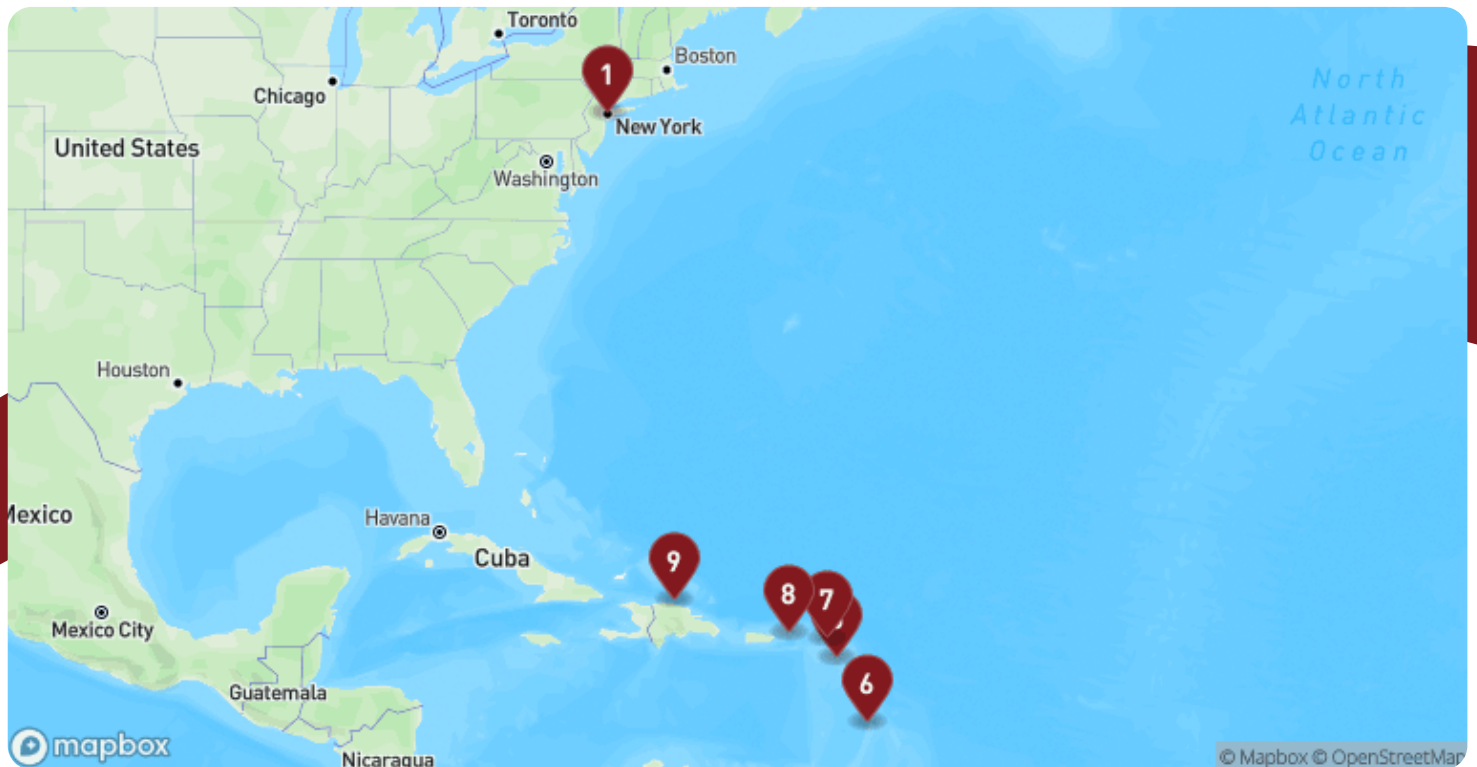 Toronto
Boston
1
Chicago
New York
North
Atlantic
Ocean
United States
Washington
Houston
Mexico
Havana
Cuba
9
8
7
6
Mexico City
Guatemala
Nicaragua
mapbox
© Mapbox © OpenStreetMap